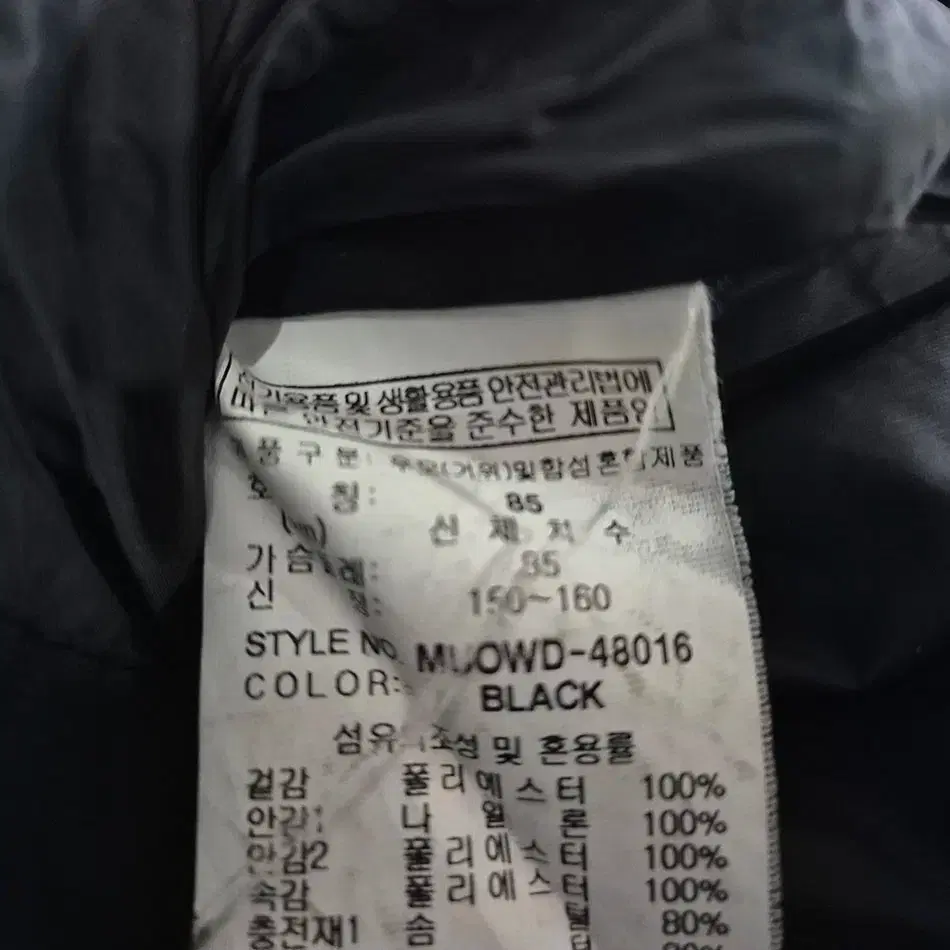 및 생활용품 안전관리법에
안전기준을 준수한 제품임
품 구 분: 우모(거위)및합섬혼합제품
호 칭: 85
신 체 치 수
가슴둘레: 85
신 장: 150~160
STYLE NO. MUOWD-48016
COLOR: BLACK
섬유의 조성 및 혼용률
겉감 폴리에스터 100%
안감1 나일론 100%
안감2 폴리에스터 100%
속감 폴리에스터 100%
충전재1 솜털 80%